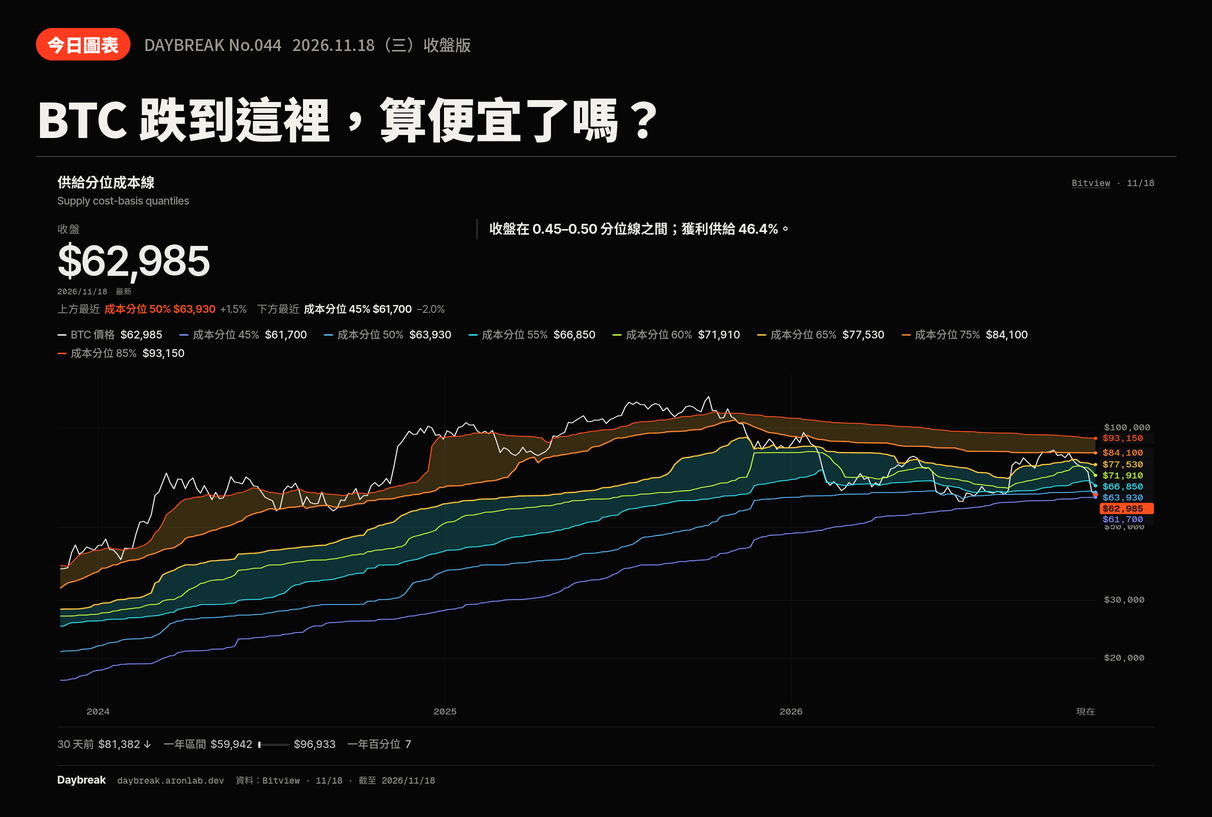 今日圖表 DAYBREAK No.044 2026.11.18（三）收盤版
BTC 跌到這裡，算便宜了嗎？
供給分位成本線
Bitview · 11/18
Supply cost-basis quantiles
收盤
收盤在 0.45–0.50 分位線之間；獲利供給 46.4%。
$62,985
2026/11/18 最新
上方最近 成本分位 50% $63,930 +1.5% 下方最近 成本分位 45% $61,700 −2.0%
BTC 價格 $62,985 成本分位 45% $61,700 成本分位 50% $63,930 成本分位 55% $66,850 成本分位 60% $71,910 成本分位 65% $77,530 成本分位 75% $84,100
成本分位 85% $93,150
$100,000
$93,150
$84,100
$77,530
$71,910
$66,850
$63,930
$62,985
$61,700
$50,000
$30,000
$20,000
2024 2025 2026 現在
30 天前 $81,382 ↓ 一年區間 $59,942 $96,933 一年百分位 7
Daybreak daybreak.aronlab.dev 資料：Bitview · 11/18 · 截至 2026/11/18